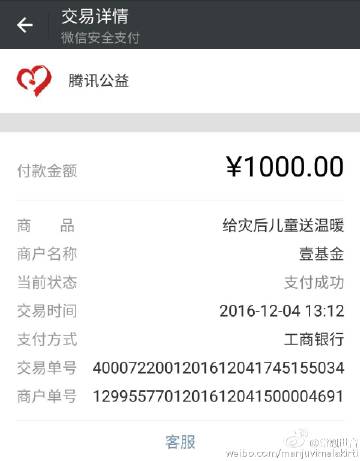 交易详情
微信安全支付
腾讯公益
付款金额 ¥1000.00
商 品 给灾后儿童送温暖
商户名称 壹基金
当前状态 支付成功
交易时间 2016-12-04 13:12
支付方式 工商银行
交易单号 4000722001201612041745155034
商户单号 1299557701201612041500004691
客服
weibo.com/manjuvimalakirti